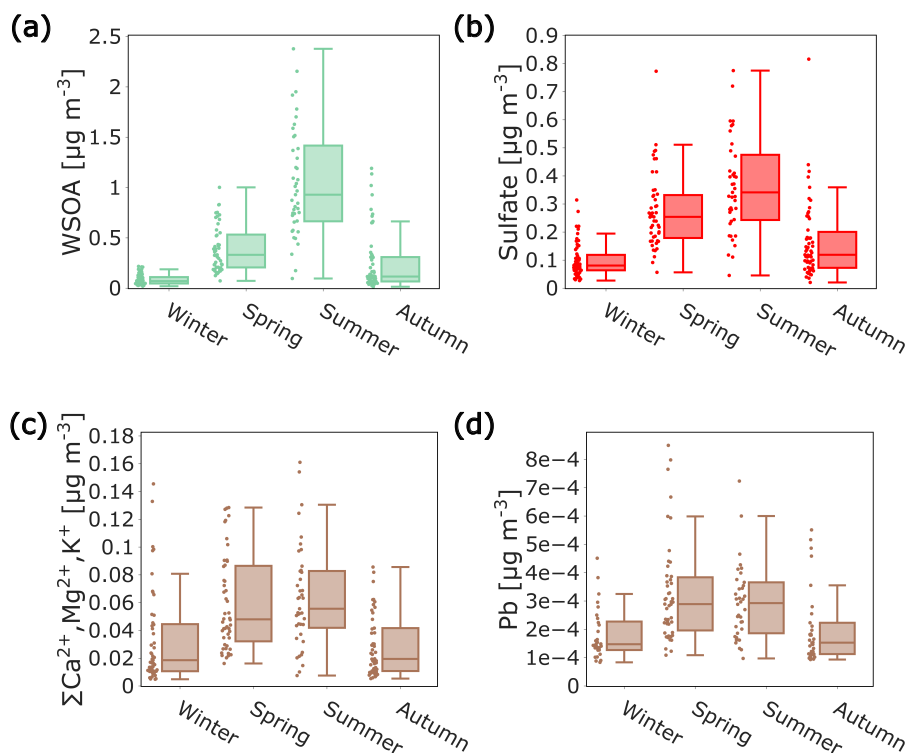 (a)
WSOA [μg m⁻³]
2.5
2
1.5
1
0.5
0
Winter
Spring
Summer
Autumn
(b)
Sulfate [μg m⁻³]
0.9
0.8
0.7
0.6
0.5
0.4
0.3
0.2
0.1
0
Winter
Spring
Summer
Autumn
(c)
ΣCa²⁺,Mg²⁺,K⁺ [μg m⁻³]
0.18
0.16
0.14
0.12
0.1
0.08
0.06
0.04
0.02
0
Winter
Spring
Summer
Autumn
(d)
Pb [μg m⁻³]
8e−4
7e−4
6e−4
5e−4
4e−4
3e−4
2e−4
1e−4
0
Winter
Spring
Summer
Autumn